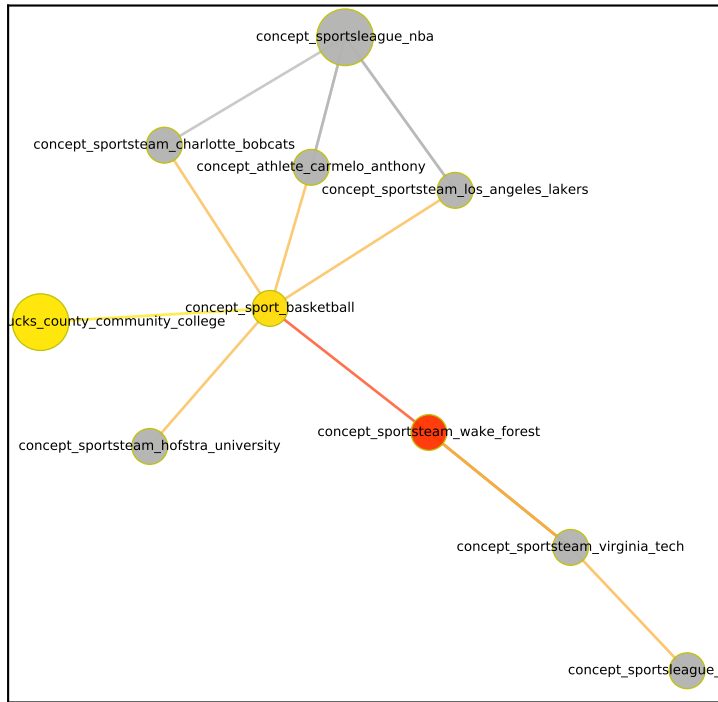 concept_sportsleague_nba
concept_sportsteam_charlotte_bobcats
concept_athlete_carmelo_anthony
concept_sportsteam_los_angeles_lakers
concept_sport_basketball
ucks_county_community_college
concept_sportsteam_wake_forest
concept_sportsteam_hofstra_university
concept_sportsteam_virginia_tech
concept_sportsleague_